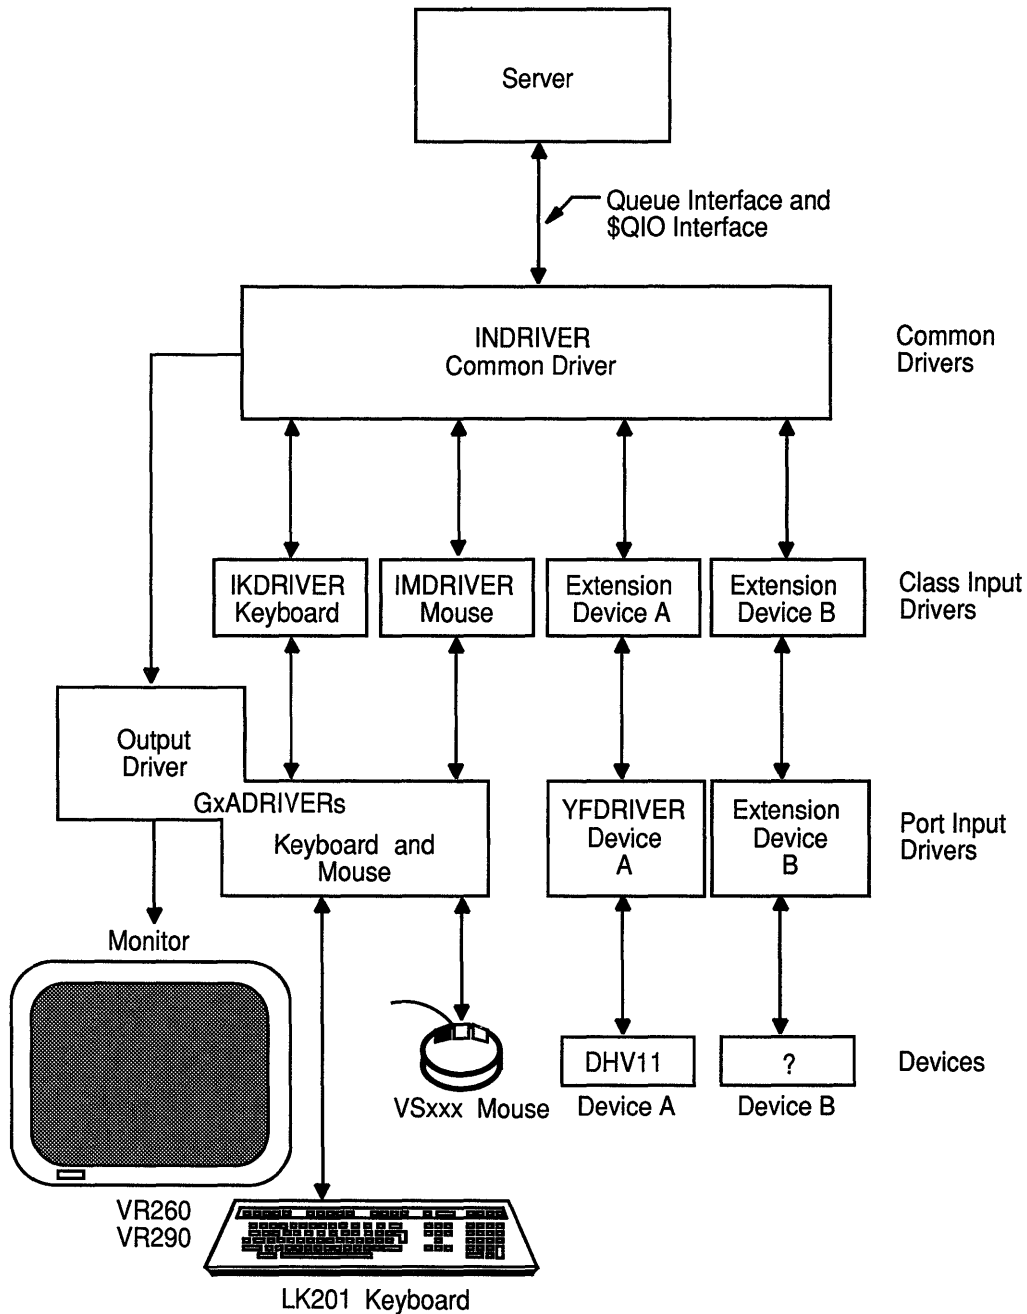 Server
Queue Interface and
$QIO Interface
INDRIVER
Common Driver
Common
Drivers
IKDRIVER
Keyboard
IMDRIVER
Mouse
Extension
Device A
Extension
Device B
Class Input
Drivers
Output
Driver
GxADRIVERs
Keyboard and
Mouse
YFDRIVER
Device
A
Extension
Device
B
Port Input
Drivers
Monitor
VSxxx Mouse
DHV11
Device A
?
Device B
Devices
VR260
VR290
LK201 Keyboard